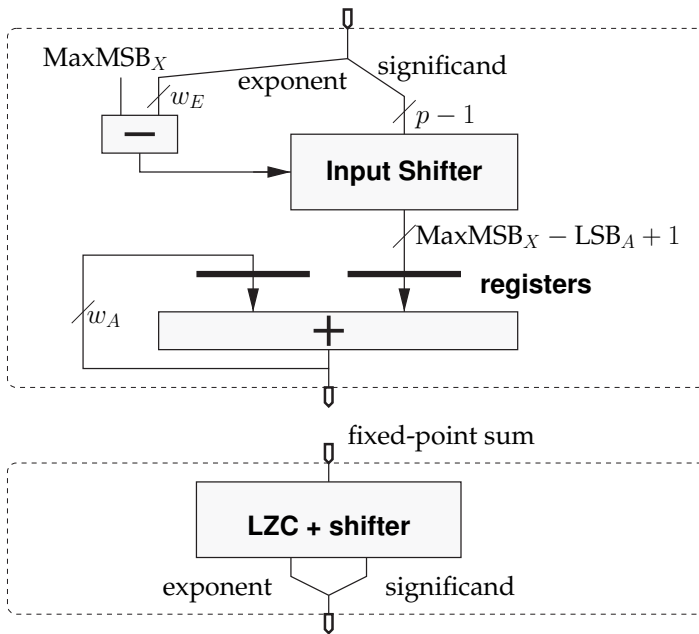 MaxMSB_X
exponent
significand
w_E
p − 1
−
Input Shifter
MaxMSB_X − LSB_A + 1
registers
w_A
+
fixed-point sum
LZC + shifter
exponent
significand